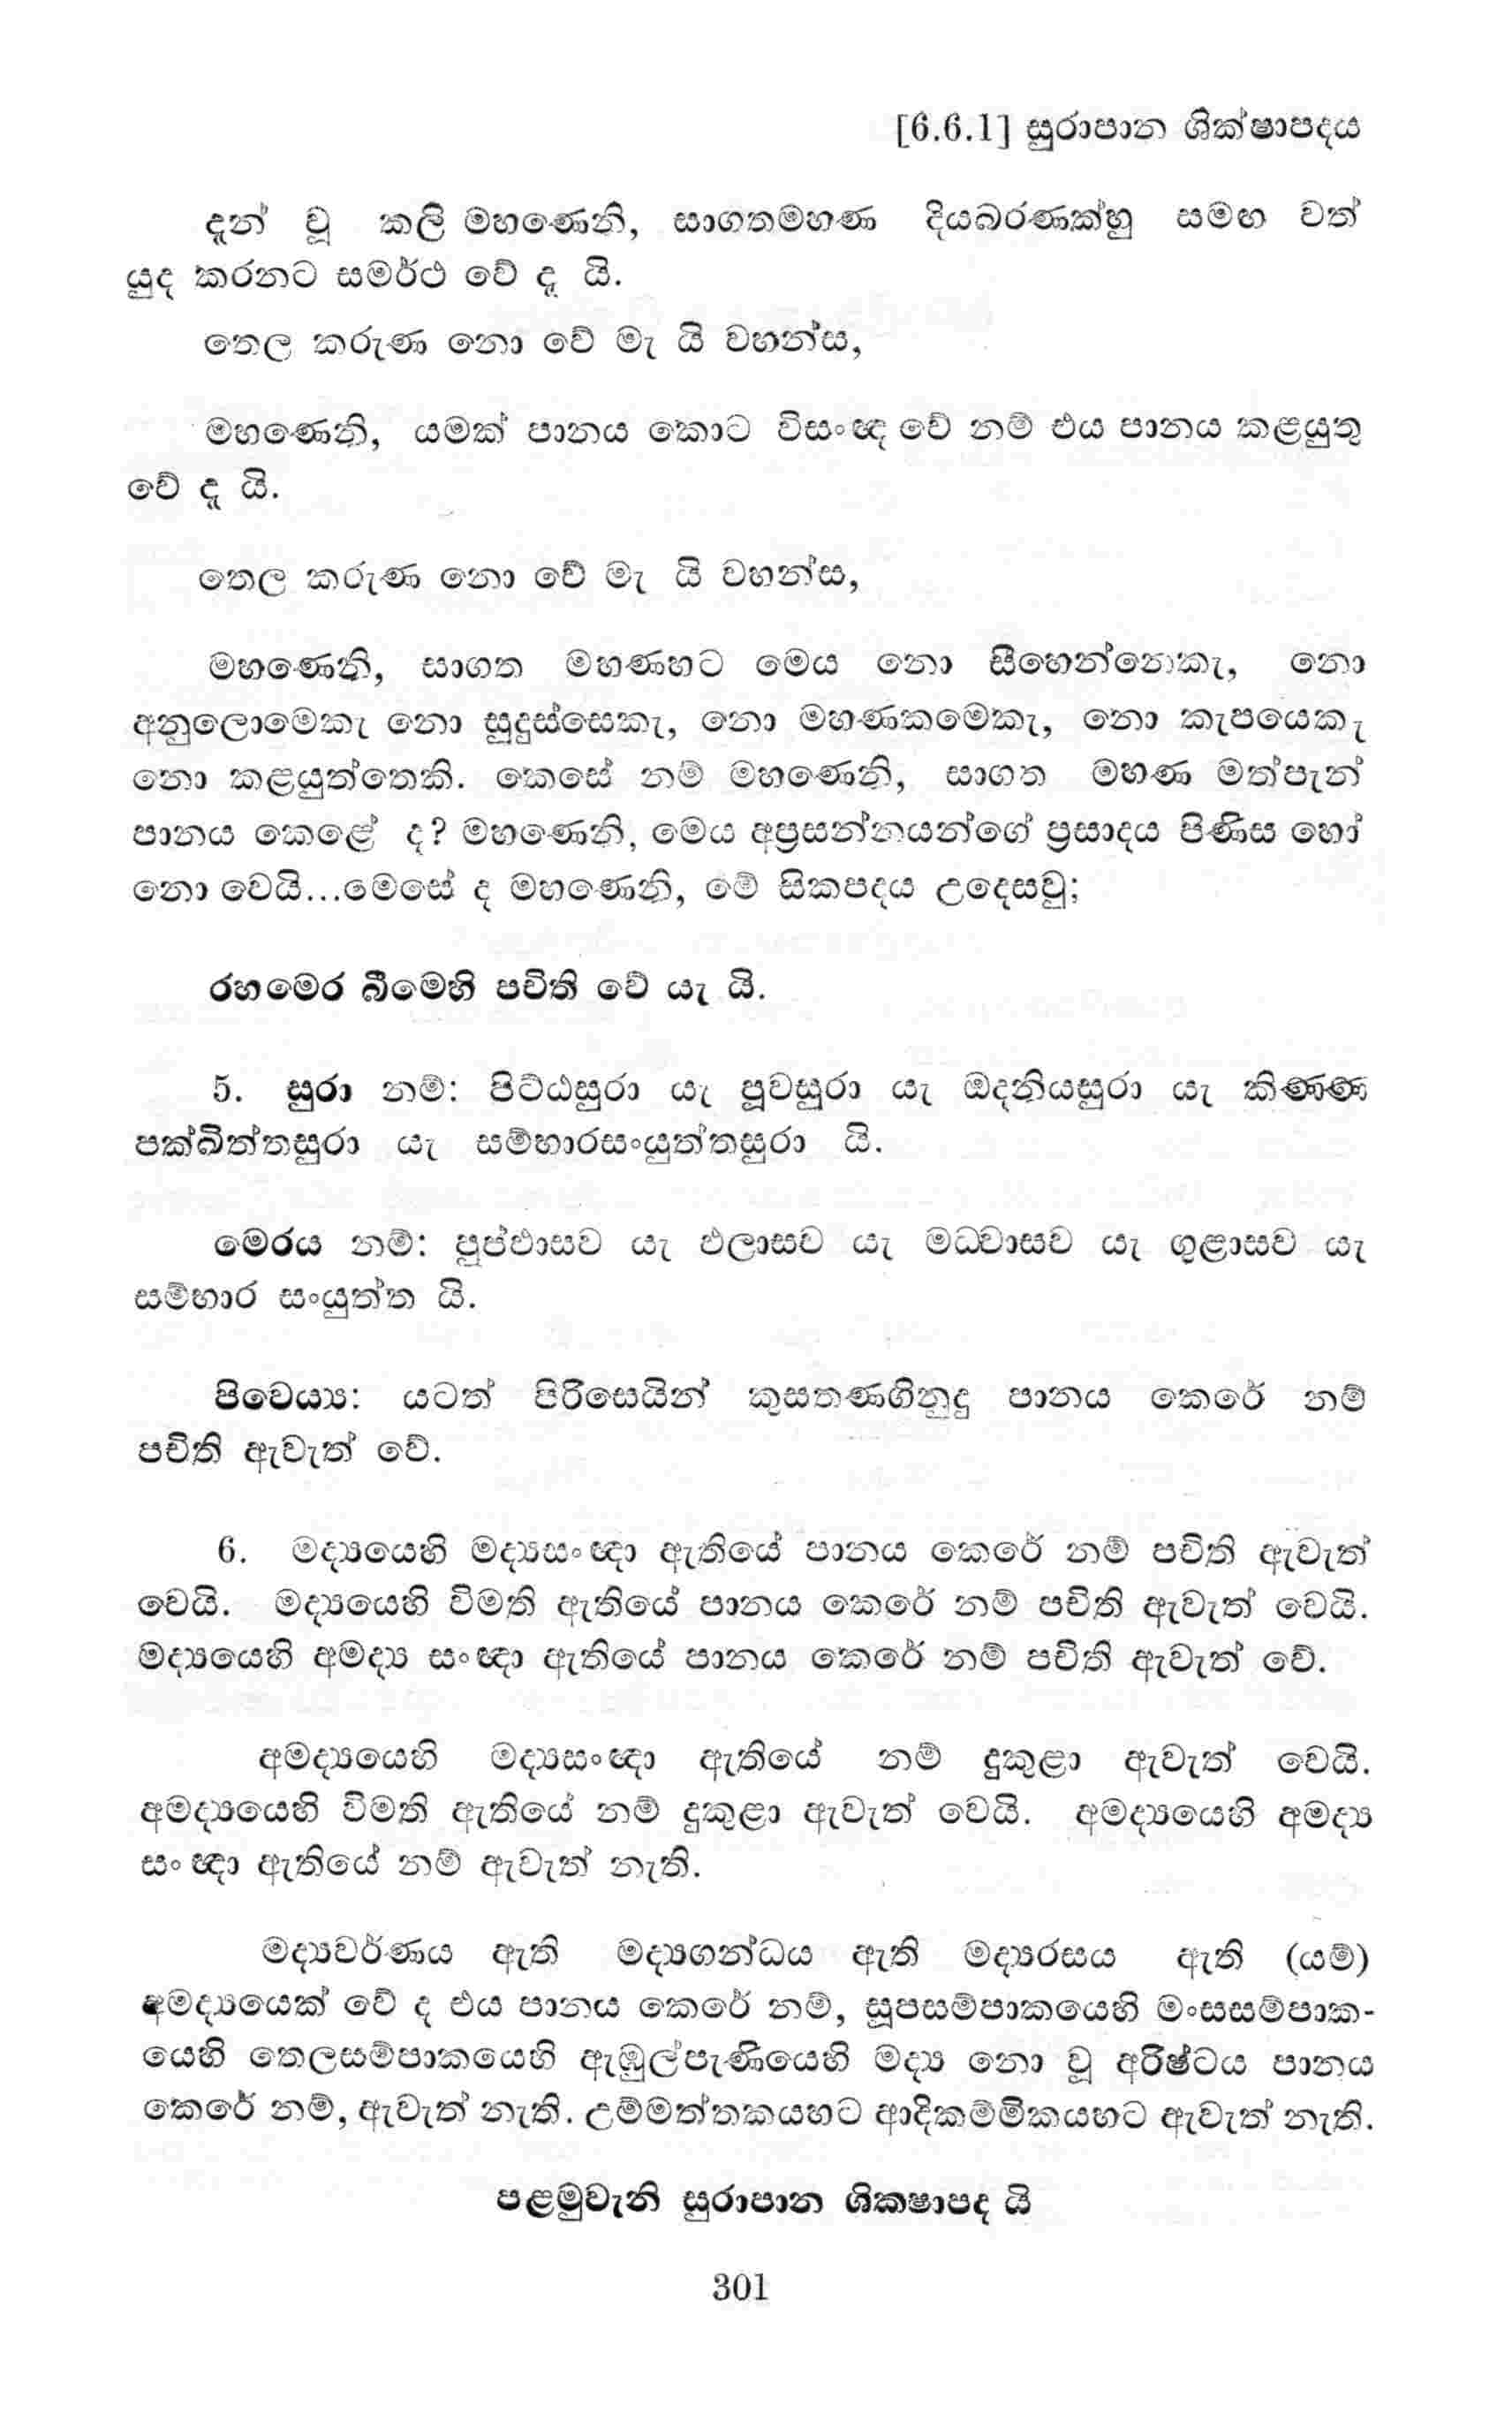 [6.6.1] සුරාපාන ශික්ෂාපදය
දැන් වූ කලි මහණෙනි, සාගතමහණ දියබරණක්හු සමඟ වත්
යුද කරනට සමර්ථ වේ දැ යි.
තෙල කරුණ නො වේ මැ යි වහන්ස,
මහණෙනි, යමක් පානය කොට විසංඥ වේ නම් එය පානය කළයුතු
වේ දැ යි.
තෙල කරුණ නො වේ මැ යි වහන්ස,
මහණෙනි, සාගත මහණහට මෙය නො සීහෙන්නෙකැ, නො
අනුලොමෙකැ නො සුදුස්සෙකැ, නො මහණකමෙකැ, නො කැපයෙකැ
නො කළයුත්තෙකි. කෙසේ නම් මහණෙනි, සාගත මහණ මත්පැන්
පානය කෙළේ ද? මහණෙනි, මෙය අප්‍රසන්නයන්ගේ ප්‍රසාදය පිණිස හෝ
නො වෙයි...මෙසේ ද මහණෙනි, මේ සිකපදය උදෙසවු;
රහමෙර බීමෙහි පචිති වේ යැ යි.
5. සුරා නම්: පිට්ඨසුරා යැ පූවසුරා යැ ඔදනියසුරා යැ කිණ්ණ
පක්ඛිත්තසුරා යැ සම්භාරසංයුත්තසුරා යි.
මෙරය නම්: පුප්ඵාසව යැ ඵලාසව යැ මධ්වාසව යැ ගුළාසව යැ
සම්භාර සංයුත්ත යි.
පිවෙය්‍ය: යටත් පිරිසෙයින් කුසතණගිනුදු පානය කෙරේ නම්
පචිති ඇවැත් වේ.
6. මද්‍යයෙහි මද්‍යසංඥා ඇතියේ පානය කෙරේ නම් පචිති ඇවැත්
වෙයි. මද්‍යයෙහි විමති ඇතියේ පානය කෙරේ නම් පචිති ඇවැත් වෙයි.
මද්‍යයෙහි අමද්‍ය සංඥා ඇතියේ පානය කෙරේ නම් පචිති ඇවැත් වේ.
අමද්‍යයෙහි මද්‍යසංඥා ඇතියේ නම් දුකුළා ඇවැත් වෙයි.
අමද්‍යයෙහි විමති ඇතියේ නම් දුකුළා ඇවැත් වෙයි. අමද්‍යයෙහි අමද්‍ය
සංඥා ඇතියේ නම් ඇවැත් නැති.
මද්‍යවර්ණය ඇති මද්‍යගන්ධය ඇති මද්‍යරසය ඇති (යම්)
අමද්‍යයෙක් වේ ද එය පානය කෙරේ නම්, සූපසම්පාකයෙහි මංසසම්පාක-
යෙහි තෙලසම්පාකයෙහි ඇඹුල්පැණියෙහි මද්‍ය නො වූ අරිෂ්ටය පානය
කෙරේ නම්, ඇවැත් නැති. උම්මත්තකයහට ආදිකම්මිකයහට ඇවැත් නැති.
පළමුවැනි සුරාපාන ශික්‍ෂාපද යි
301